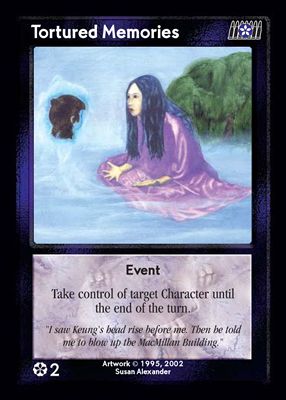 Tortured Memories
Event
Take control of target Character until
the end of the turn.
"I saw Keung's head rise before me. Then be told
me to blow up the MacMillan Building."
2
Artwork © 1995, 2002
Susan Alexander